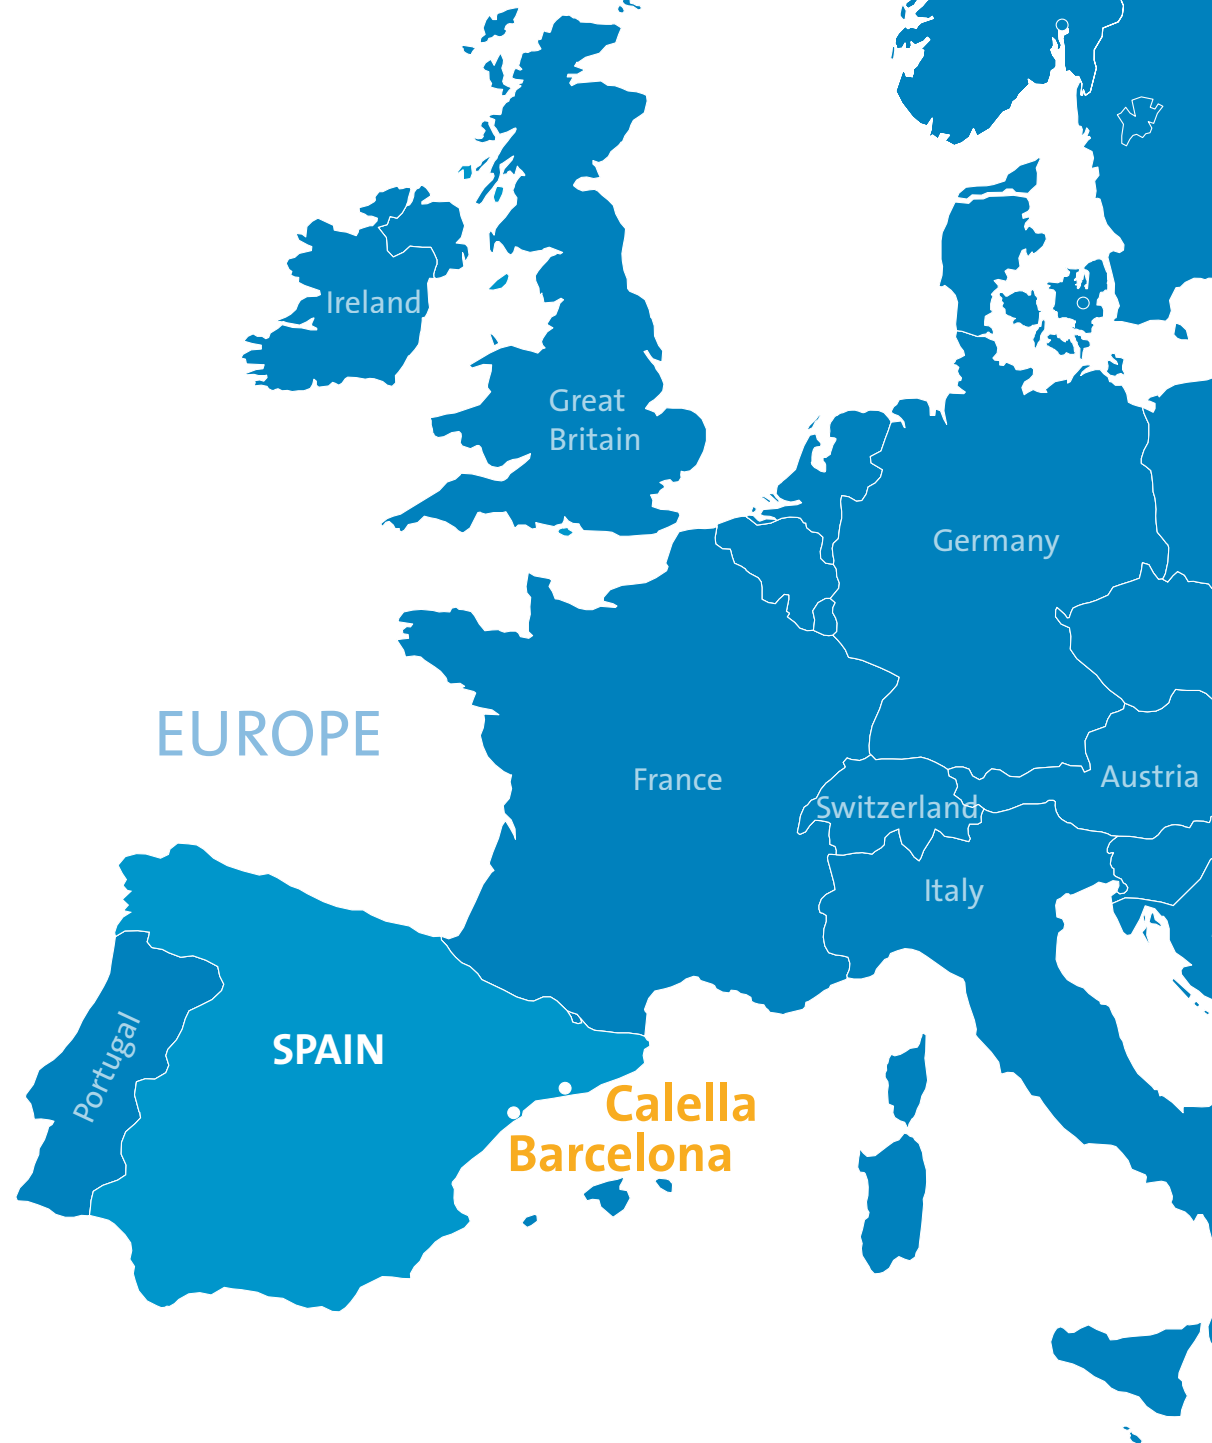 Ireland
Great
Britain
Germany
EUROPE
France
Austria
Switzerland
Italy
Portugal
SPAIN
Calella
Barcelona